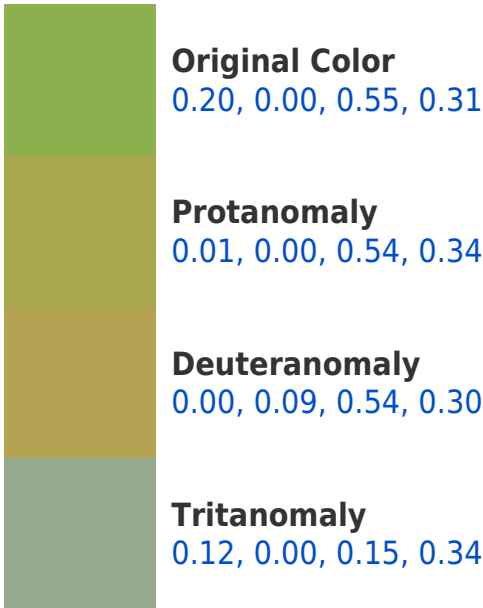 Original Color
0.20, 0.00, 0.55, 0.31
Protanomaly
0.01, 0.00, 0.54, 0.34
Deuteranomaly
0.00, 0.09, 0.54, 0.30
Tritanomaly
0.12, 0.00, 0.15, 0.34